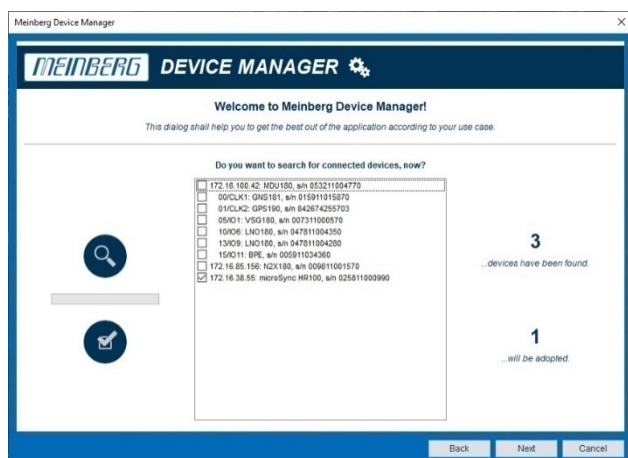 Meinberg Device Manager
MEINBERG DEVICE MANAGER
Welcome to Meinberg Device Manager!
This dialog shall help you to get the best out of the application according to your use case.
Do you want to search for connected devices, now?
172.16.100.42: MDU180, s/n 053211004770
00/CLK1: GNS181, s/n 015911015870
01/CLK2: GPS190, s/n 842674255703
05/IO1: VSG180, s/n 007311000570
10/IO6: LNO180, s/n 047811004350
13/IO9: LNO180, s/n 047811004280
15/IO11: BPE, s/n 005911034360
172.16.85.156: N2X180, s/n 009811001570
172.16.38.55: microSync HR100, s/n 025811000990
3
...devices have been found.
1
...will be adopted.
Back Next Cancel